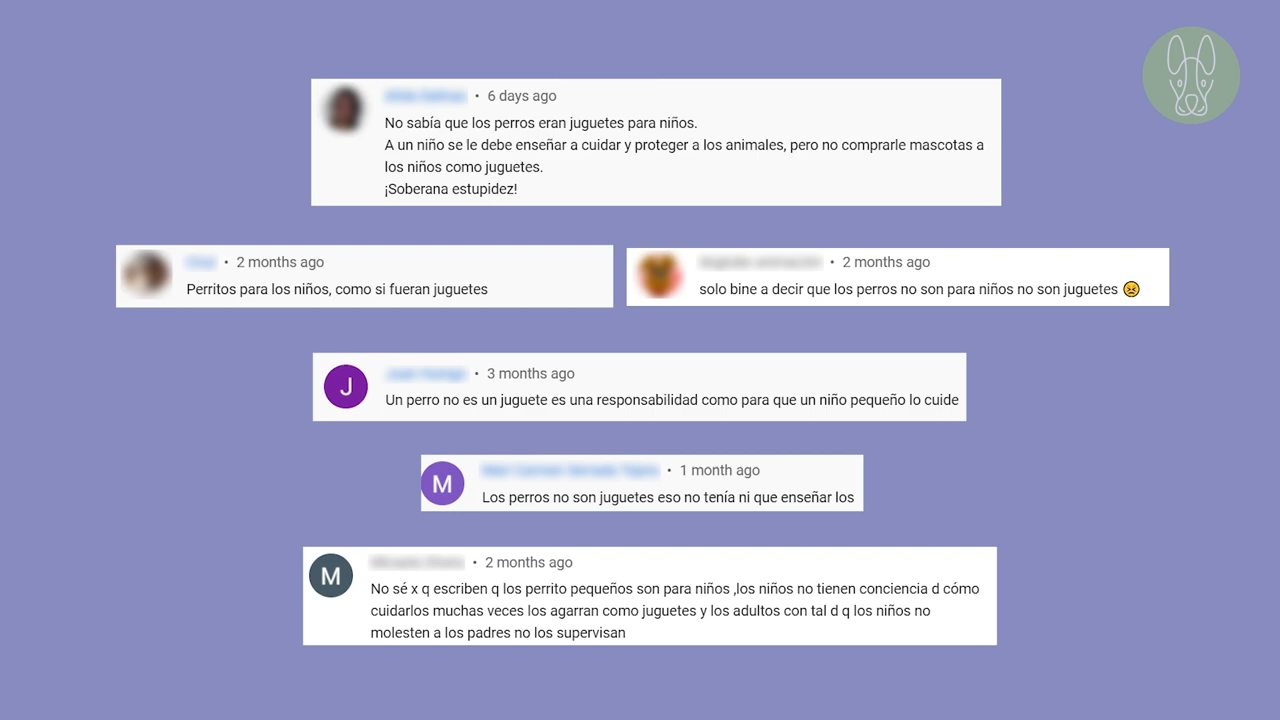 • 6 days ago
No sabía que los perros eran juguetes para niños.
A un niño se le debe enseñar a cuidar y proteger a los animales, pero no comprarle mascotas a
los niños como juguetes.
¡Soberana estupidez!
• 2 months ago
Perritos para los niños, como si fueran juguetes
• 2 months ago
solo bine a decir que los perros no son para niños no son juguetes 😣
J
• 3 months ago
Un perro no es un juguete es una responsabilidad como para que un niño pequeño lo cuide
M
• 1 month ago
Los perros no son juguetes eso no tenía ni que enseñar los
M
• 2 months ago
No sé x q escriben q los perrito pequeños son para niños ,los niños no tienen conciencia d cómo
cuidarlos muchas veces los agarran como juguetes y los adultos con tal d q los niños no
molesten a los padres no los supervisan